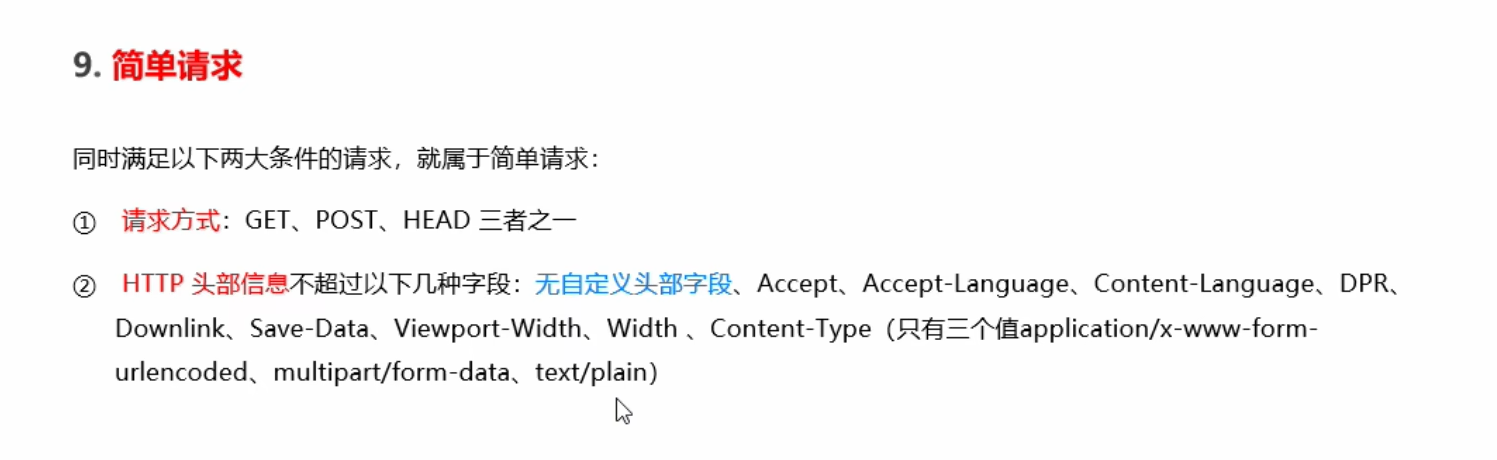 9. 简单请求
同时满足以下两大条件的请求，就属于简单请求：
① 请求方式：GET、POST、HEAD 三者之一
② HTTP 头部信息不超过以下几种字段：无自定义头部字段、Accept、Accept-Language、Content-Language、DPR、
Downlink、Save-Data、Viewport-Width、Width 、Content-Type（只有三个值application/x-www-form-
urlencoded、multipart/form-data、text/plain）